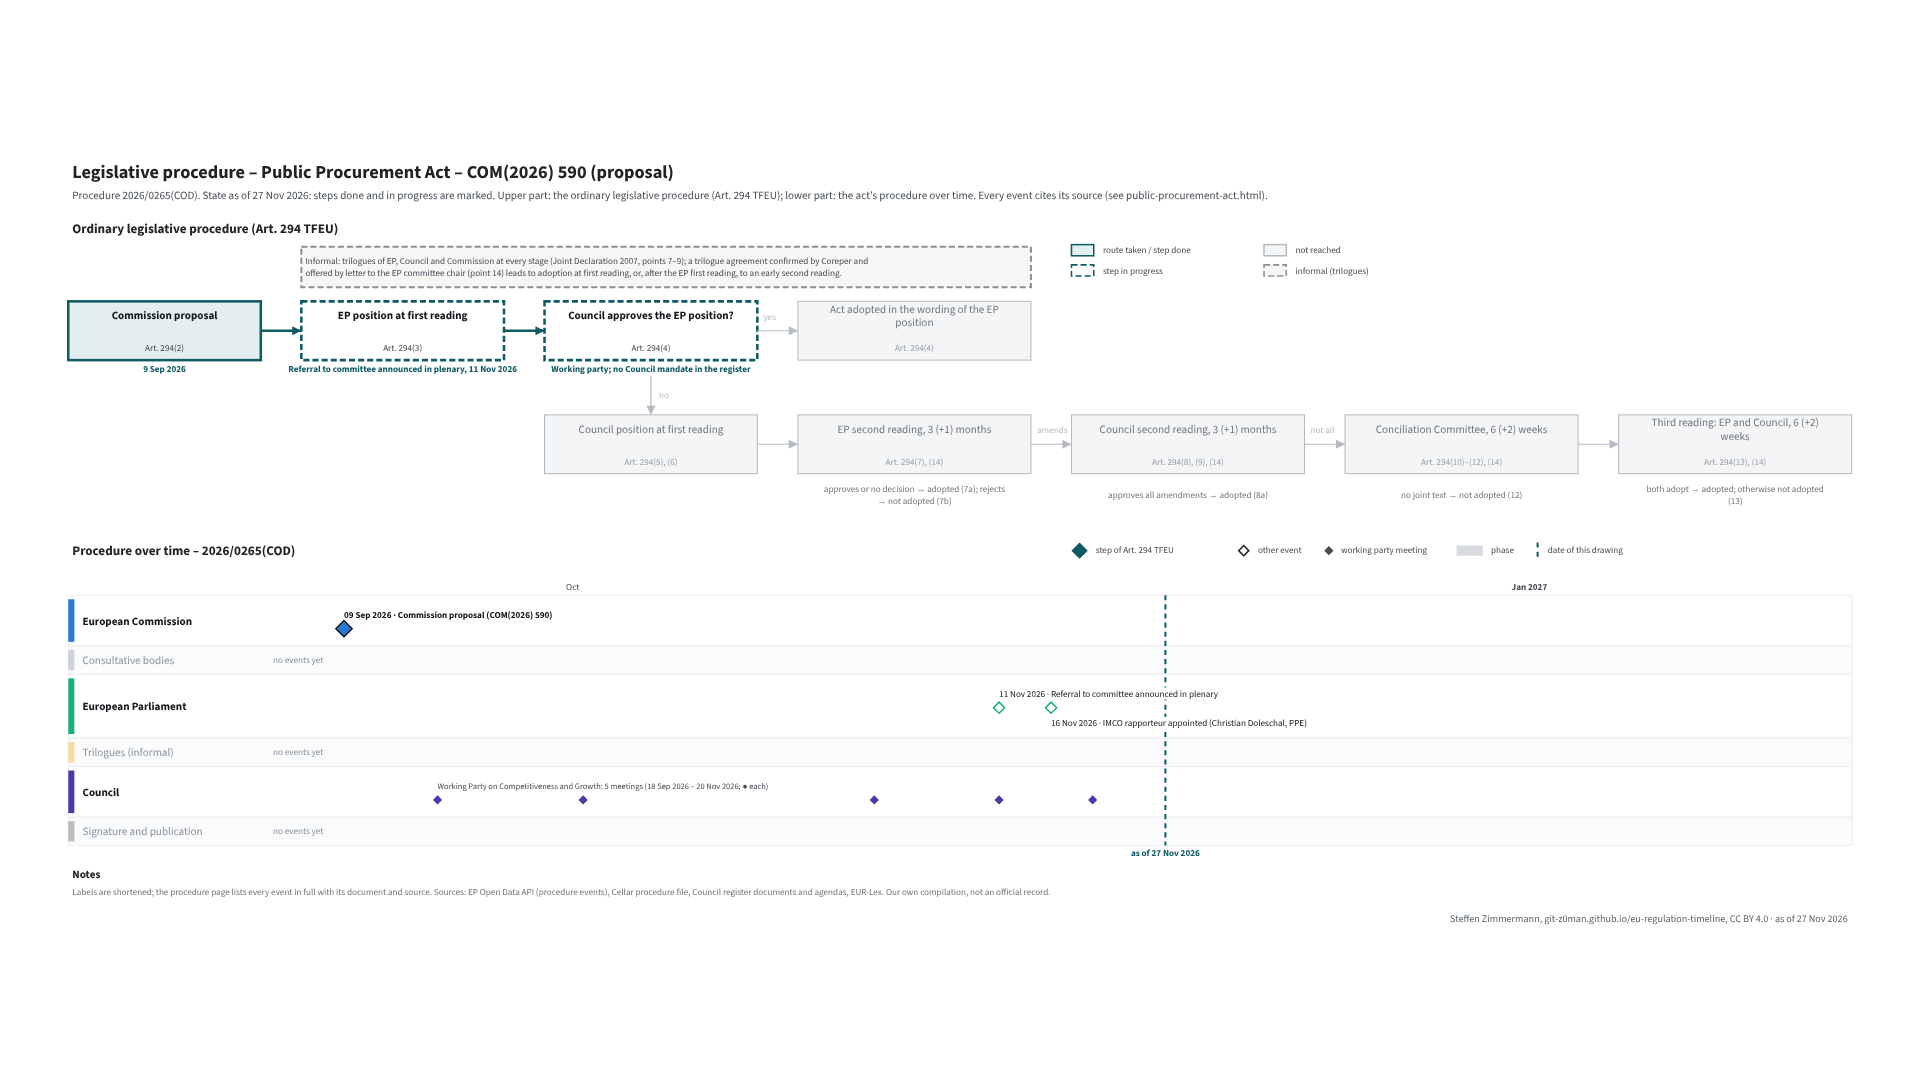 Legislative procedure – Public Procurement Act – COM(2026) 590 (proposal)
Procedure 2026/0265(COD). State as of 27 Nov 2026: steps done and in progress are marked. Upper part: the ordinary legislative procedure (Art. 294 TFEU); lower part: the act's procedure over time. Every event cites its source (see public-procurement-act.html).
Ordinary legislative procedure (Art. 294 TFEU)
Informal: trilogues of EP, Council and Commission at every stage (Joint Declaration 2007, points 7–9); a trilogue agreement confirmed by Coreper and
offered by letter to the EP committee chair (point 14) leads to adoption at first reading, or, after the EP first reading, to an early second reading.
route taken / step done
not reached
step in progress
informal (trilogues)
Commission proposal
Art. 294(2)
9 Sep 2026
EP position at first reading
Art. 294(3)
Referral to committee announced in plenary, 11 Nov 2026
Council approves the EP position?
Art. 294(4)
Working party; no Council mandate in the register
yes
Act adopted in the wording of the EP
position
Art. 294(4)
no
Council position at first reading
Art. 294(5), (6)
EP second reading, 3 (+1) months
Art. 294(7), (14)
approves or no decision → adopted (7a); rejects
→ not adopted (7b)
amends
Council second reading, 3 (+1) months
Art. 294(8), (9), (14)
approves all amendments → adopted (8a)
not all
Conciliation Committee, 6 (+2) weeks
Art. 294(10)–(12), (14)
no joint text → not adopted (12)
Third reading: EP and Council, 6 (+2)
weeks
Art. 294(13), (14)
both adopt → adopted; otherwise not adopted
(13)
Procedure over time – 2026/0265(COD)
step of Art. 294 TFEU
other event
working party meeting
phase
date of this drawing
Oct
Jan 2027
European Commission
09 Sep 2026 · Commission proposal (COM(2026) 590)
Consultative bodies
no events yet
European Parliament
11 Nov 2026 · Referral to committee announced in plenary
16 Nov 2026 · IMCO rapporteur appointed (Christian Doleschal, PPE)
Trilogues (informal)
no events yet
Council
Working Party on Competitiveness and Growth: 5 meetings (18 Sep 2026 – 20 Nov 2026; ● each)
Signature and publication
no events yet
as of 27 Nov 2026
Notes
Labels are shortened; the procedure page lists every event in full with its document and source. Sources: EP Open Data API (procedure events), Cellar procedure file, Council register documents and agendas, EUR-Lex. Our own compilation, not an official record.
Steffen Zimmermann, git-z0man.github.io/eu-regulation-timeline, CC BY 4.0 · as of 27 Nov 2026